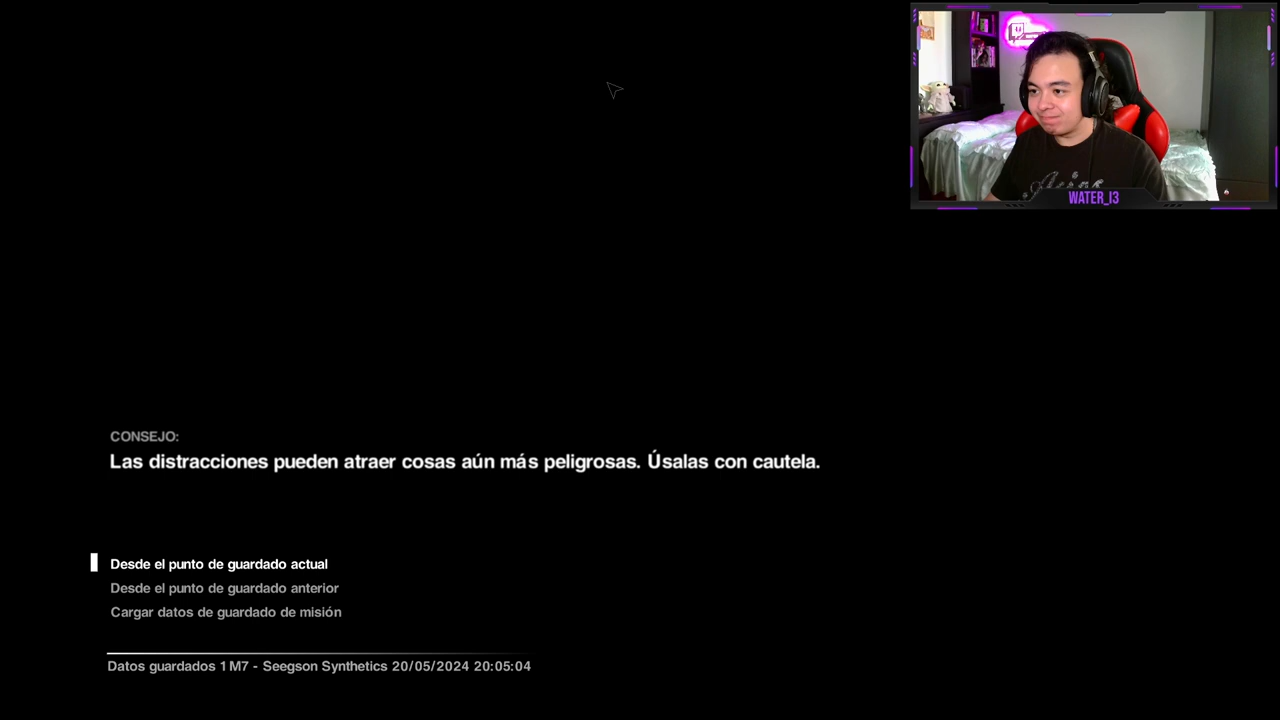 WATER_I3
CONSEJO:
Las distracciones pueden atraer cosas aún más peligrosas. Úsalas con cautela.
Desde el punto de guardado actual
Desde el punto de guardado anterior
Cargar datos de guardado de misión
Datos guardados 1 M7 - Seegson Synthetics 20/05/2024 20:05:04